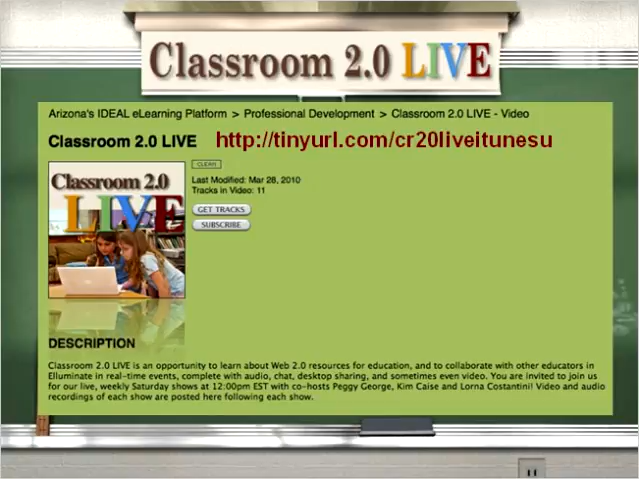 Classroom 2.0 LIVE
Arizona's IDEAL eLearning Platform > Professional Development > Classroom 2.0 LIVE - Video
Classroom 2.0 LIVE http://tinyurl.com/cr20liveitunesu
Classroom 2.0
LIVE
CLEAN
Last Modified: Mar 28, 2010
Tracks in Video: 11
GET TRACKS
SUBSCRIBE
DESCRIPTION
Classroom 2.0 LIVE is an opportunity to learn about Web 2.0 resources for education, and to collaborate with other educators in
Elluminate in real-time events, complete with audio, chat, desktop sharing, and sometimes even video. You are invited to join us
for our live, weekly Saturday shows at 12:00pm EST with co-hosts Peggy George, Kim Caise and Lorna Costantini! Video and audio
recordings of each show are posted here following each show.